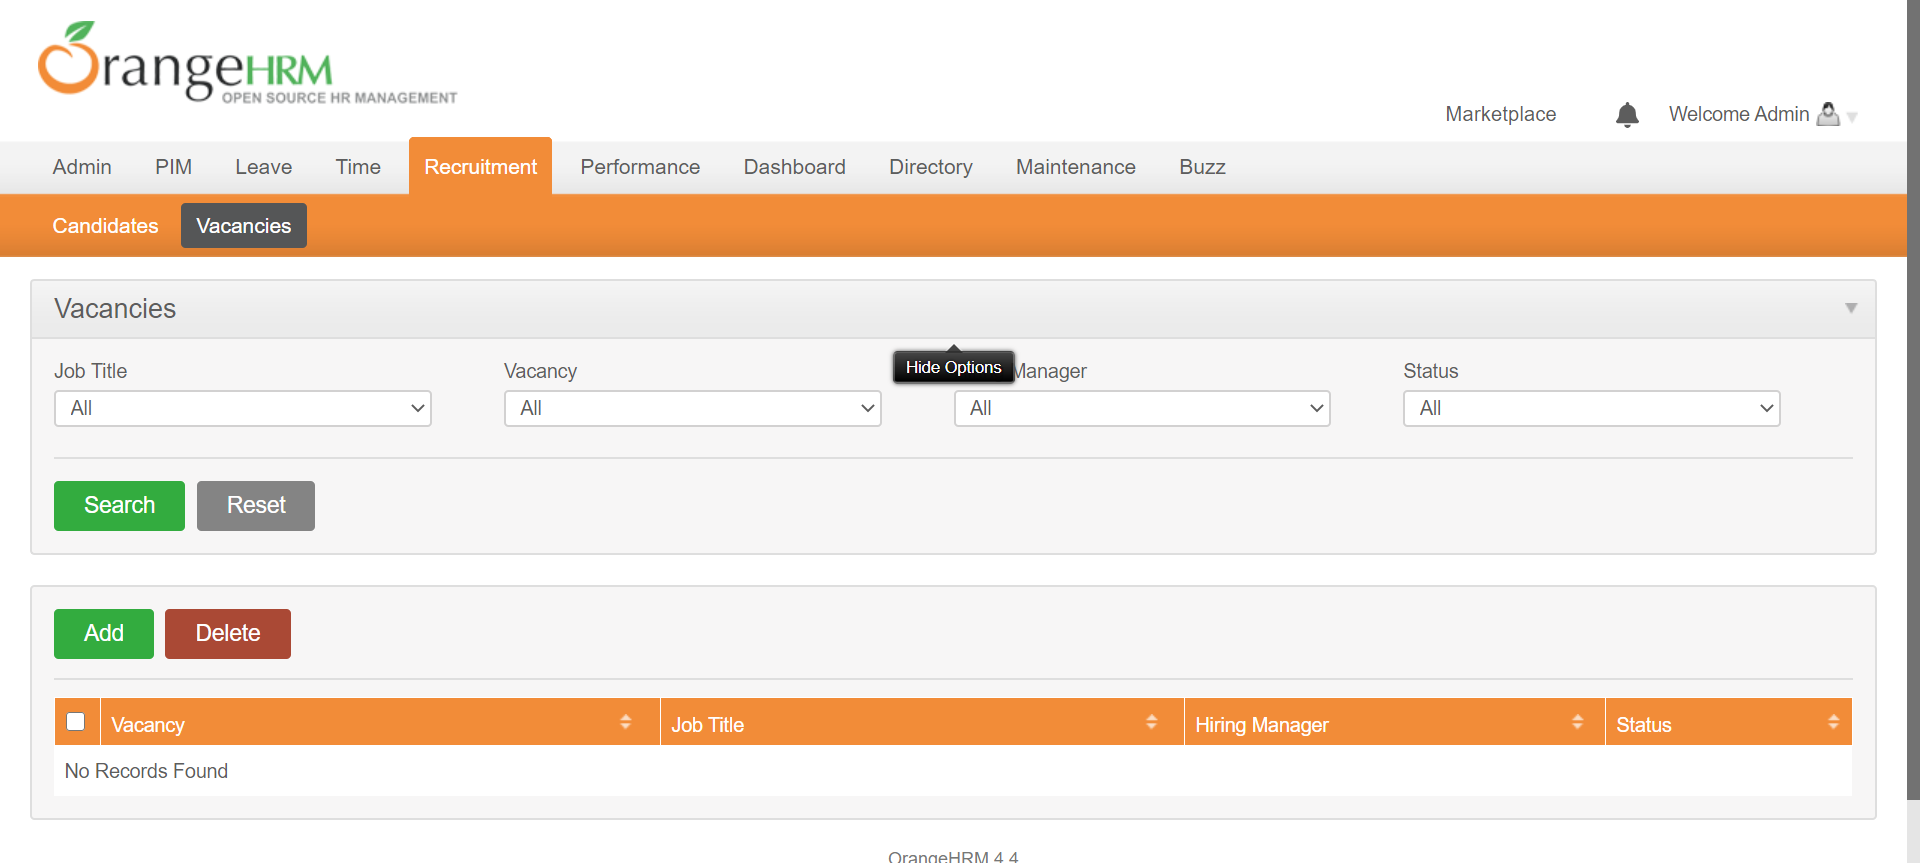 OrangeHRM
OPEN SOURCE HR MANAGEMENT
Marketplace
Welcome Admin
Admin PIM Leave Time Recruitment Performance Dashboard Directory Maintenance Buzz
Candidates Vacancies
Vacancies
Job Title Vacancy Manager Status
Hide Options
All All All All
Search Reset
Add Delete
Vacancy Job Title Hiring Manager Status
No Records Found
OrangeHRM 4.4